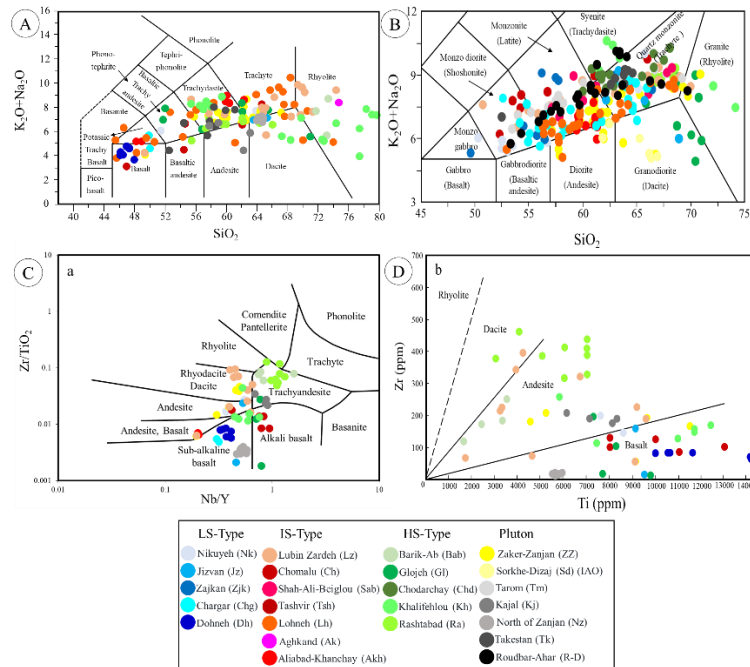 A
K₂O+Na₂O
16
14
12
10
8
6
4
2
0
Phono-
tephrite
Tephri-
phonolite
Phonolite
Basaltic
Trachy
andesite
Trachydasite
Trachyte
Rhyolite
Basanite
Potassic
Trachy
Basalt
Basalt
Pico-
basalt
Basaltic
andesite
Andesite
Dacite
40
44
48
52
56
60
64
68
72
76
80
SiO₂
B
K₂O+Na₂O
12
9
6
3
0
Monzonite
(Latite)
Syenite
(Trachydasite)
Quartz monzonite
Granite
(Rhyolite)
Monzo diorite
(Shoshonite)
Monzo
gabbro
Gabbro
(Basalt)
Gabbrodiorite
(Basaltic
andesite)
Diorite
(Andesite)
Granodiorite
(Dacite)
45
50
55
60
65
70
75
SiO₂
C
a
Zr/TiO₂
10
1
0.1
0.01
0.001
Comendite
Pantellerite
Phonolite
Rhyolite
Trachyte
Rhyodacite
Dacite
Trachyandesite
Andesite
Basanite
Andesite, Basalt
Alkali basalt
Sub-alkaline
basalt
0.01
0.1
1
10
Nb/Y
D
b
Zr (ppm)
700
600
500
400
300
200
100
0
Rhyolite
Dacite
Andesite
Basalt
1000
2000
3000
4000
5000
6000
7000
8000
9000
10000
11000
12000
13000
14000
Ti (ppm)
LS-Type
Nikuyeh (Nk)
Jizvan (Jz)
Zajkan (Zjk)
Chargar (Chg)
Dohneh (Dh)
IS-Type
Lubin Zardeh (Lz)
Chomalu (Ch)
Shah-Ali-Beiglou (Sab)
Tashvir (Tsh)
Lohneh (Lh)
Aghkand (Ak)
Aliabad-Khanchay (Akh)
HS-Type
Barik-Ab (Bab)
Glojeh (Gl)
Chodarchay (Chd)
Khalifehlou (Kh)
Rashtabad (Ra)
Pluton
Zaker-Zanjan (ZZ)
Sorkhe-Dizaj (Sd) (IAO)
Tarom (Tm)
Kajal (Kj)
North of Zanjan (Nz)
Takestan (Tk)
Roudbar-Ahar (R-D)